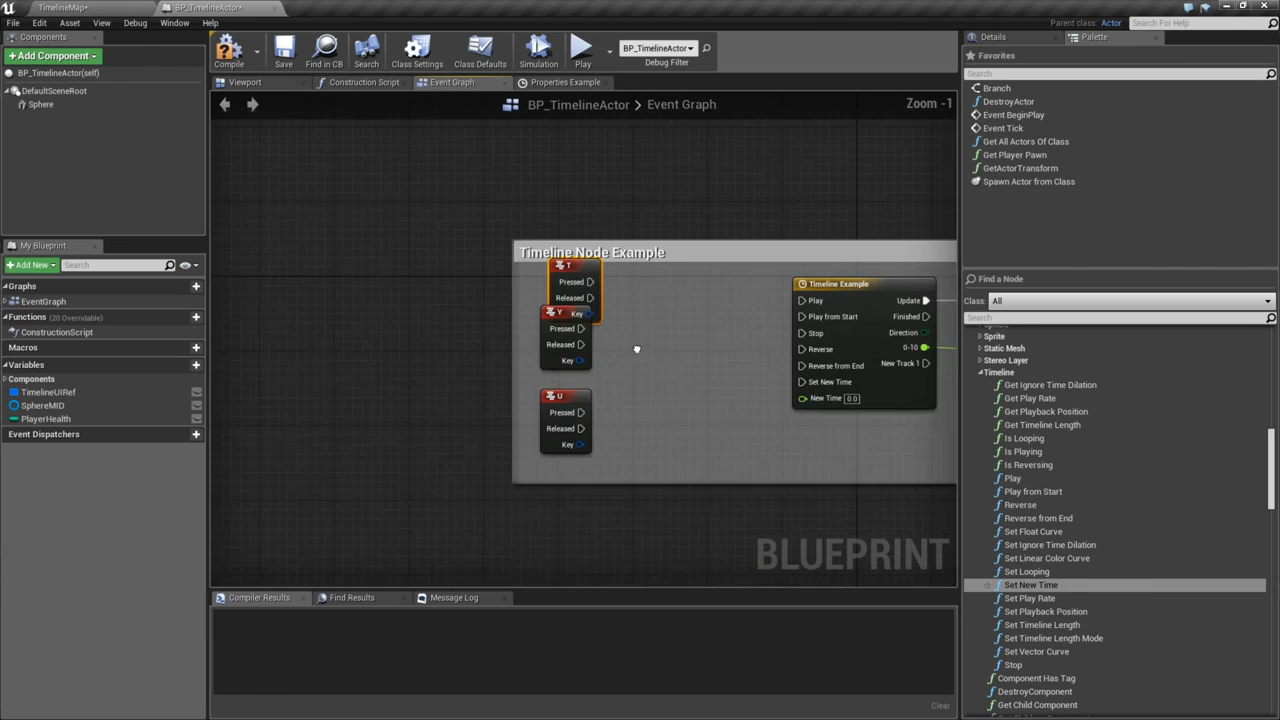 TimelineMap*
BP_TimelineActor*
File Edit Asset View Debug Window Help
Parent class: Actor
Search For Help
Components
Add Component
BP_TimelineActor(self)
DefaultSceneRoot
Sphere
Compile
Save
Find in CB
Search
Class Settings
Class Defaults
Simulation
Play
BP_TimelineActor
Debug Filter
Viewport
Construction Script
Event Graph
Properties Example
BP_TimelineActor > Event Graph
Zoom -1
My Blueprint
Add New
Search
Graphs
EventGraph
Functions (20 Overridable)
ConstructionScript
Macros
Variables
Components
TimelineUIRef
SphereMID
PlayerHealth
Event Dispatchers
Timeline Node Example
T
Pressed
Released
Key
Y
Pressed
Released
Key
U
Pressed
Released
Key
Timeline Example
Play
Update
Play from Start
Finished
Stop
Direction
Reverse
0-10
Reverse from End
New Track 1
Set New Time
New Time 0.0
BLUEPRINT
Compiler Results
Find Results
Message Log
Clear
Details
Palette
Favorites
Search
Branch
DestroyActor
Event BeginPlay
Event Tick
Get All Actors Of Class
Get Player Pawn
GetActorTransform
Spawn Actor from Class
Find a Node
Class: All
Search
Sprite
Static Mesh
Stereo Layer
Timeline
Get Ignore Time Dilation
Get Play Rate
Get Playback Position
Get Timeline Length
Is Looping
Is Playing
Is Reversing
Play
Play from Start
Reverse
Reverse from End
Set Float Curve
Set Ignore Time Dilation
Set Linear Color Curve
Set Looping
Set New Time
Set Play Rate
Set Playback Position
Set Timeline Length
Set Timeline Length Mode
Set Vector Curve
Stop
Component Has Tag
DestroyComponent
Get Child Component